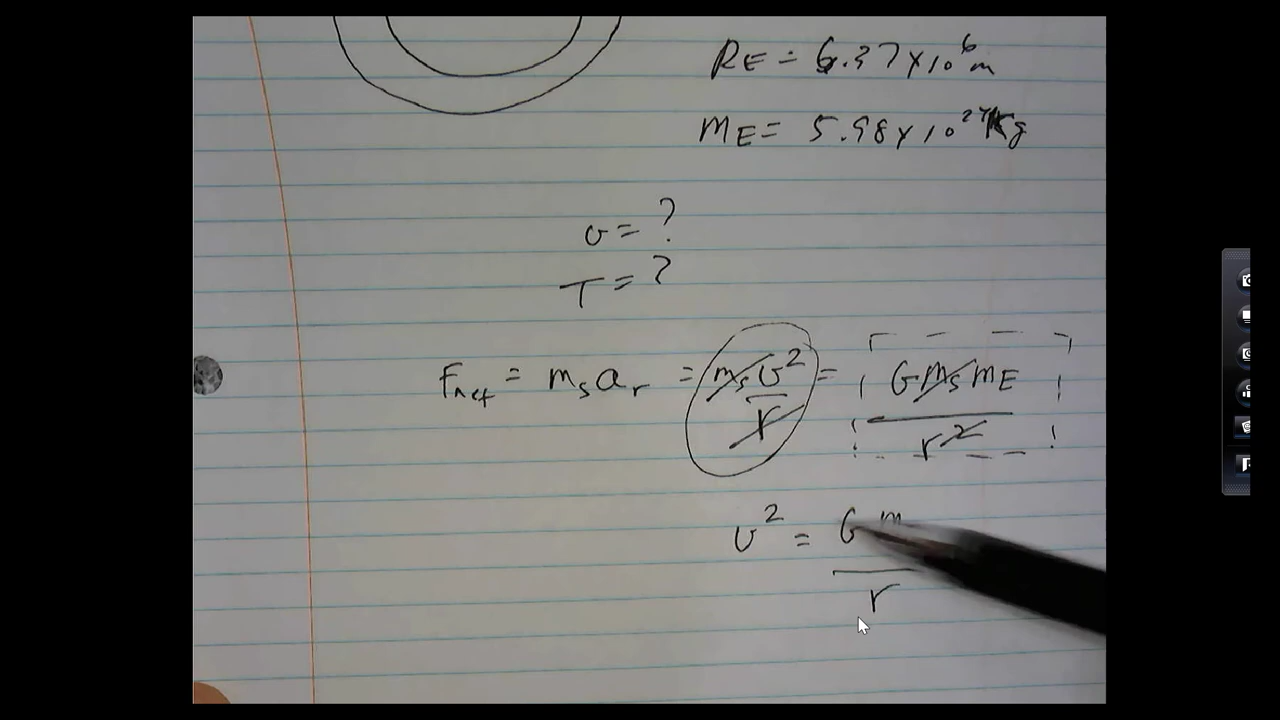 RE = 6.37 x 10^6 m
mE = 5.98 x 10^24 Kg
v = ?
T = ?
Fnet = ms ar = ms v^2 / r = G ms mE / r^2
v^2 = G m / r